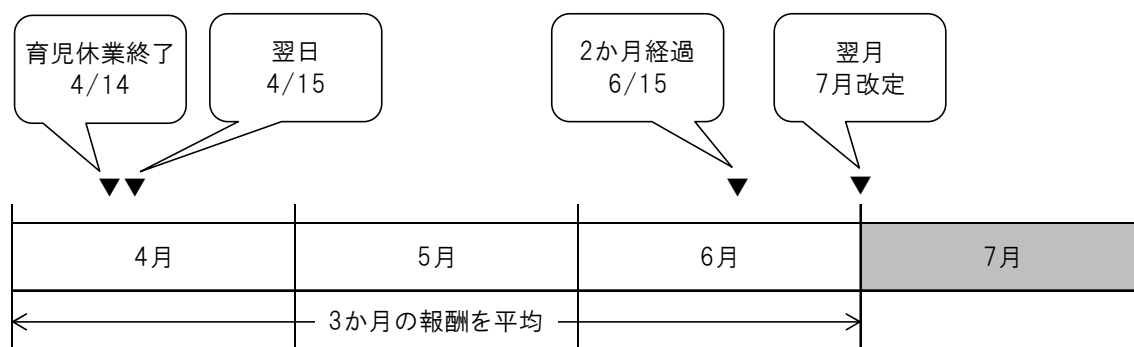 育児休業終了
4/14
翌日
4/15
2か月経過
6/15
翌月
7月改定
4月
5月
6月
7月
3か月の報酬を平均